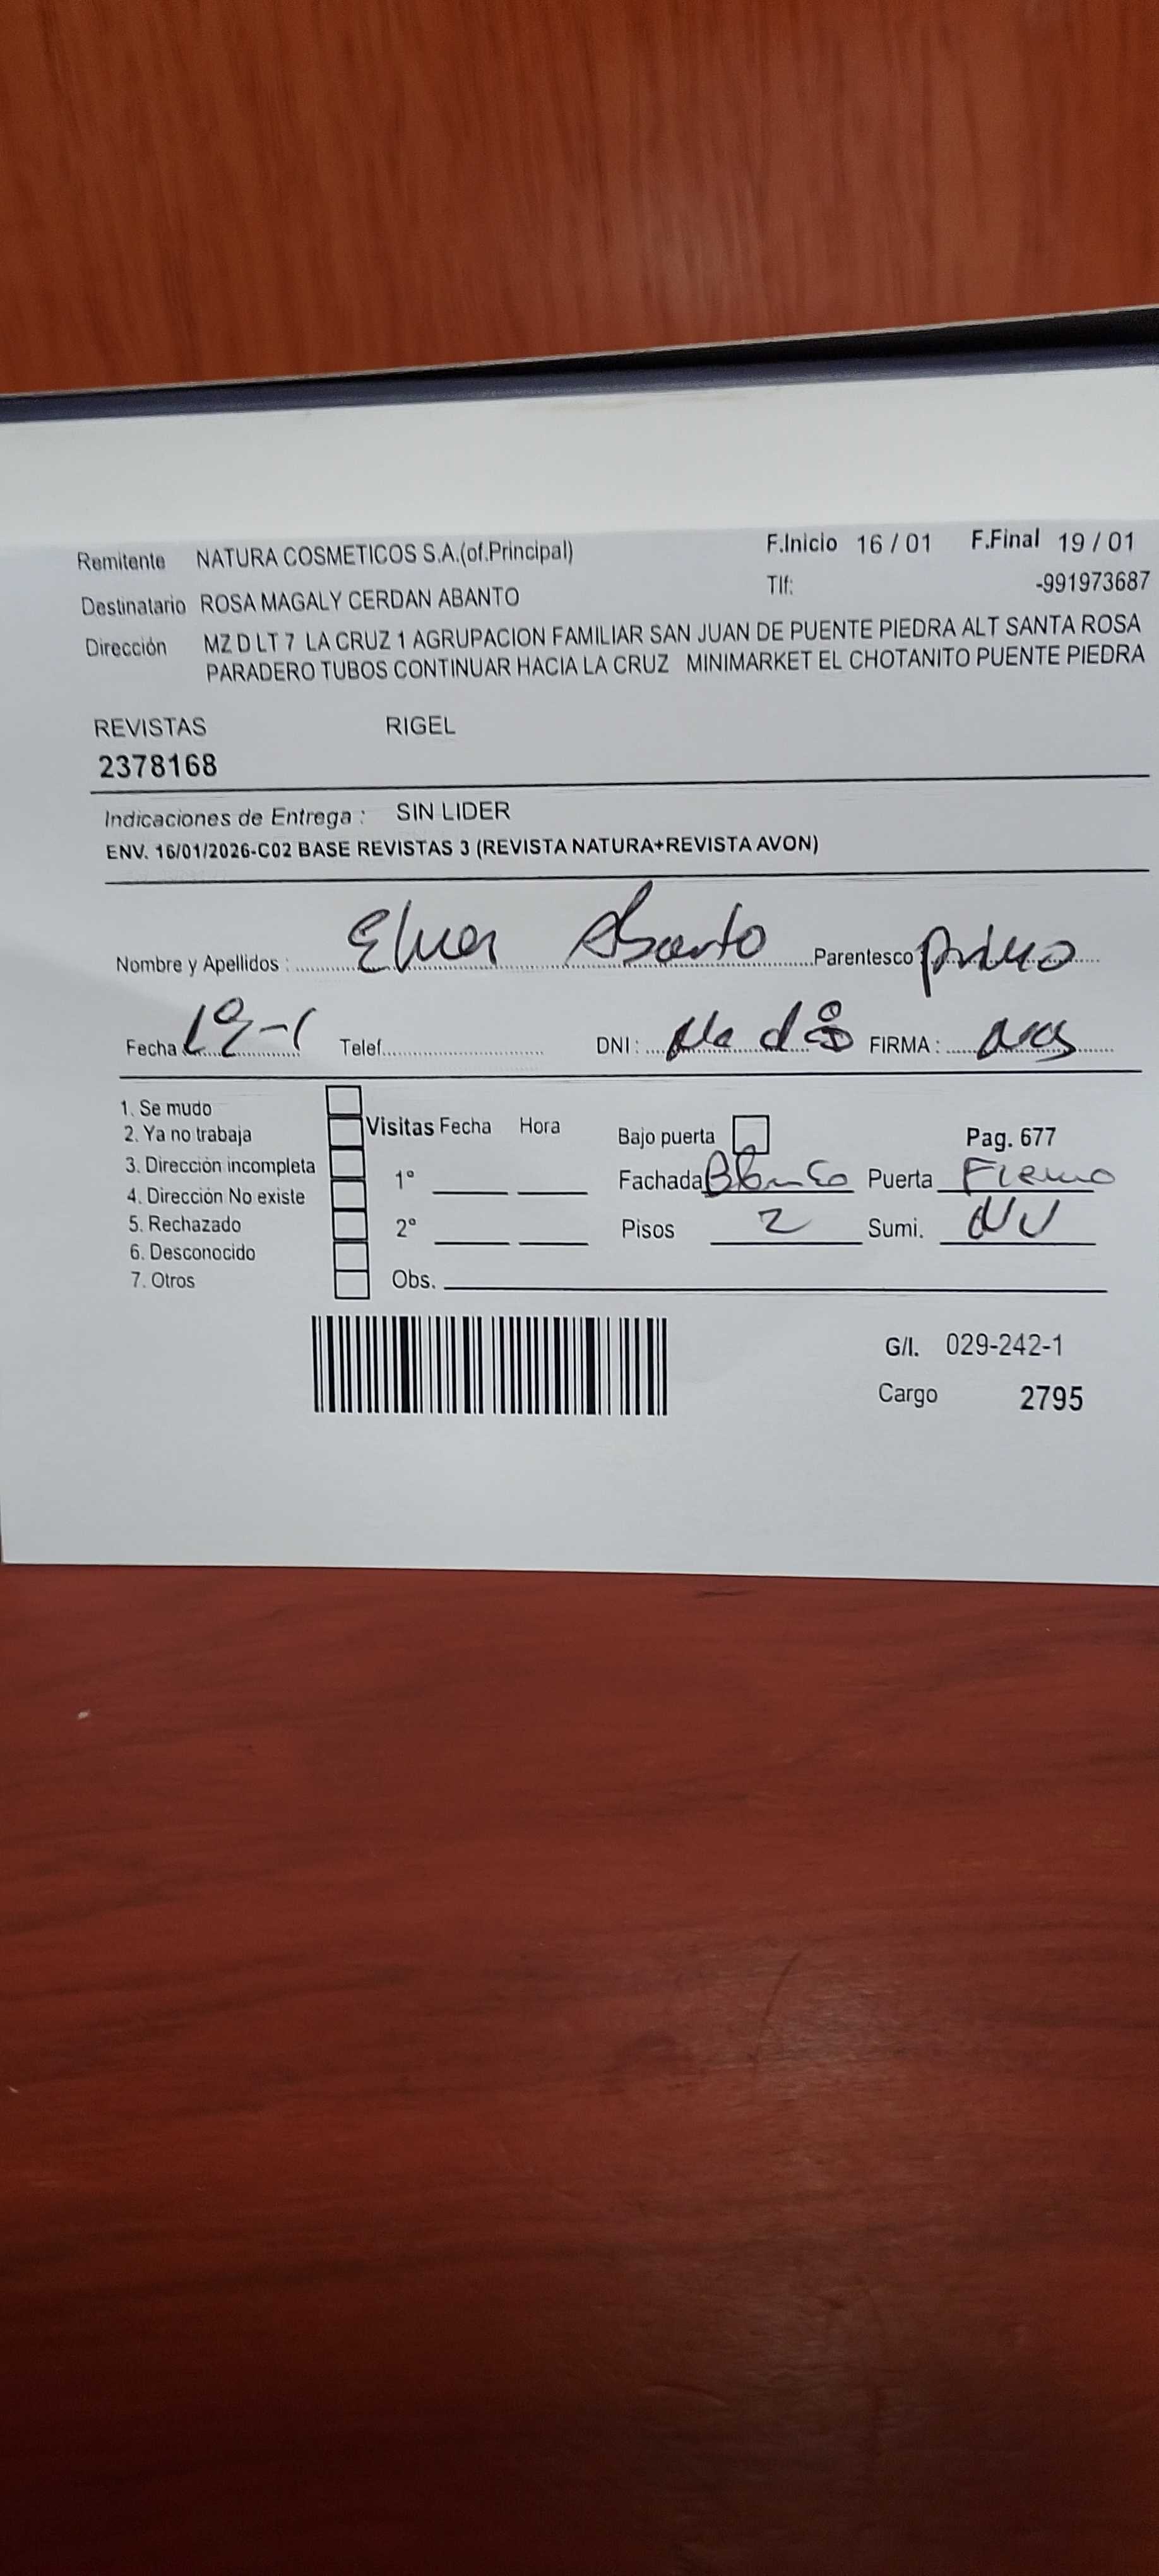 Remitente NATURA COSMETICOS S.A.(of.Principal) F.Inicio 16 / 01 F.Final 19 / 01
Destinatario ROSA MAGALY CERDAN ABANTO Tlf: -991973687
Dirección MZ D LT 7 LA CRUZ 1 AGRUPACION FAMILIAR SAN JUAN DE PUENTE PIEDRA ALT SANTA ROSA
PARADERO TUBOS CONTINUAR HACIA LA CRUZ MINIMARKET EL CHOTANITO PUENTE PIEDRA
REVISTAS RIGEL
2378168
Indicaciones de Entrega : SIN LIDER
ENV. 16/01/2026-C02 BASE REVISTAS 3 (REVISTA NATURA+REVISTA AVON)
Nombre y Apellidos : Abanto Parentesco Primo
Fecha 19-1 Telef. DNI : FIRMA :
1. Se mudo
2. Ya no trabaja Visitas Fecha Hora Bajo puerta Pag. 677
3. Dirección incompleta 1° Fachada Blanco Puerta Fierro
4. Dirección No existe
5. Rechazado 2° Pisos 2 Sumi.
6. Desconocido
7. Otros Obs.
G/I. 029-242-1
Cargo 2795